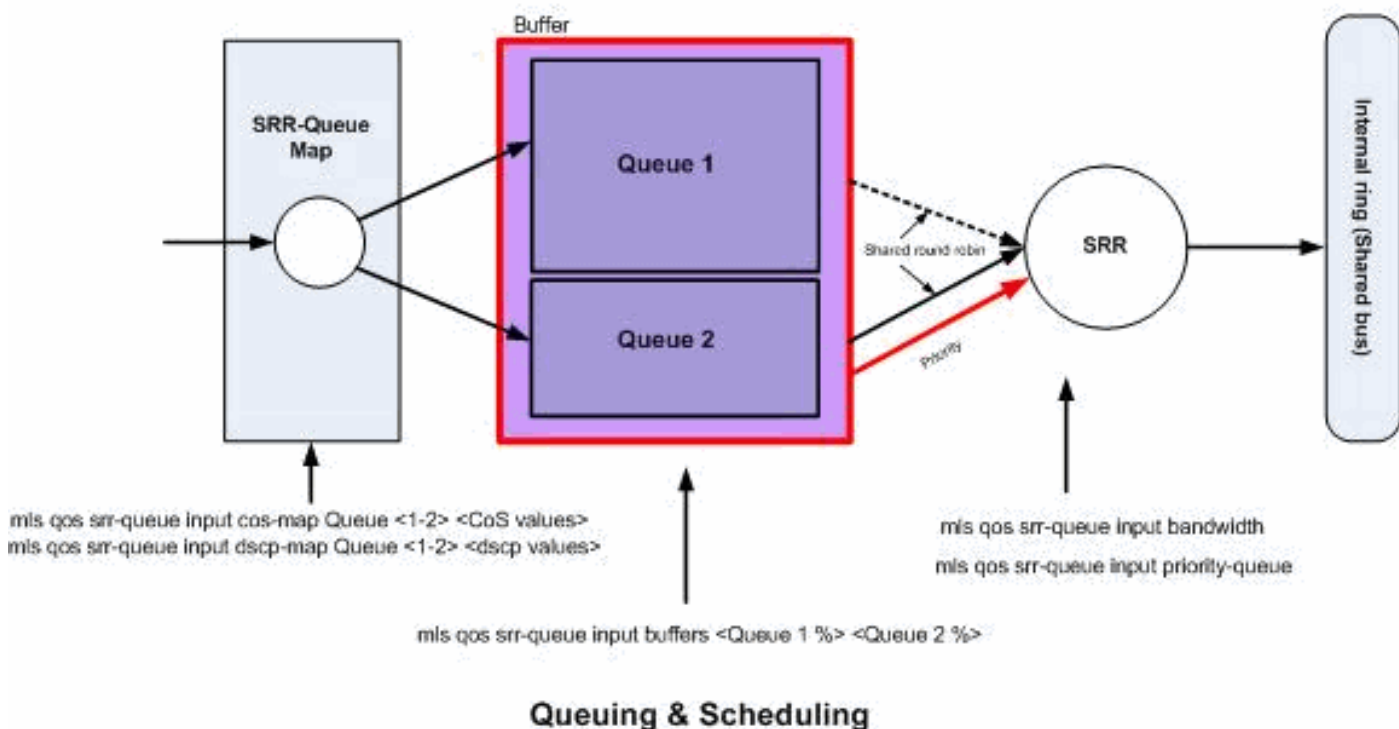 Buffer
SRR-Queue
Map
Queue 1
Queue 2
Shared round robin
Priority
SRR
Internal ring (Shared bus)
mls qos srr-queue input cos-map Queue <1-2> <CoS values>
mls qos srr-queue input dscp-map Queue <1-2> <dscp values>
mls qos srr-queue input bandwidth
mls qos srr-queue input priority-queue
mls qos srr-queue input buffers <Queue 1 %> <Queue 2 %>
Queuing & Scheduling